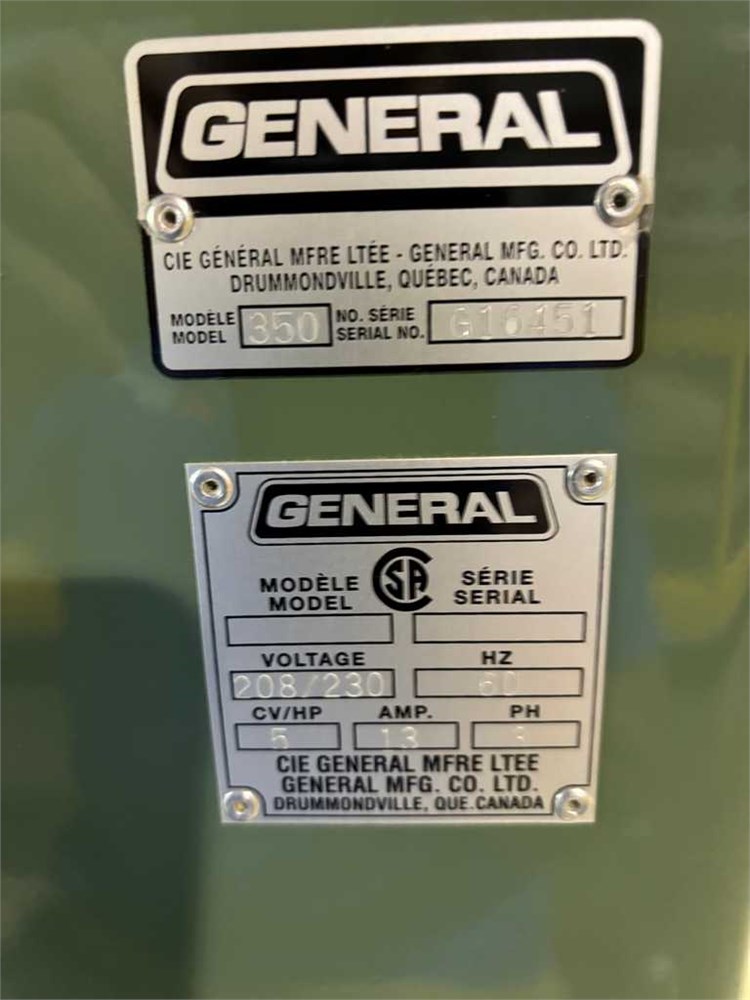 GENERAL
CIE GÉNÉRAL MFRE LTÉE - GENERAL MFG. CO. LTD.
DRUMMONDVILLE, QUÉBEC, CANADA
MODÈLE MODEL 350 NO. SÉRIE SERIAL NO. G16451
GENERAL
MODÈLE MODEL CSA SÉRIE SERIAL
VOLTAGE HZ
208/230 60
CV/HP AMP. PH
5 13 3
CIE GENERAL MFRE LTEE
GENERAL MFG. CO. LTD.
DRUMMONDVILLE, QUE. CANADA